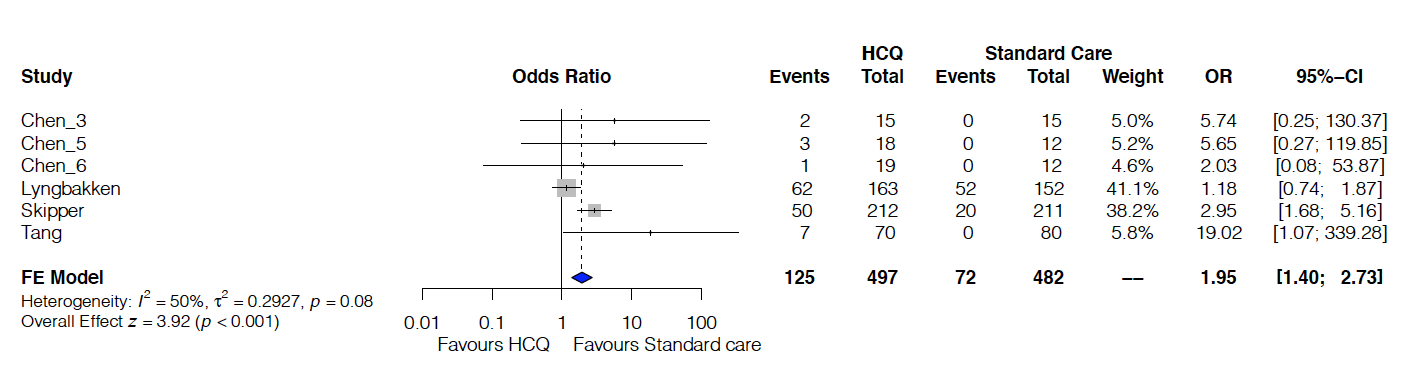 HCQ Standard Care
Study Odds Ratio Events Total Events Total Weight OR 95%−CI
Chen_3 2 15 0 15 5.0% 5.74 [0.25; 130.37]
Chen_5 3 18 0 12 5.2% 5.65 [0.27; 119.85]
Chen_6 1 19 0 12 4.6% 2.03 [0.08; 53.87]
Lyngbakken 62 163 52 152 41.1% 1.18 [0.74; 1.87]
Skipper 50 212 20 211 38.2% 2.95 [1.68; 5.16]
Tang 7 70 0 80 5.8% 19.02 [1.07; 339.28]
FE Model 125 497 72 482 −− 1.95 [1.40; 2.73]
Heterogeneity: I² = 50%, τ² = 0.2927, p = 0.08
Overall Effect z = 3.92 (p < 0.001)
0.01 0.1 1 10 100
Favours HCQ Favours Standard care